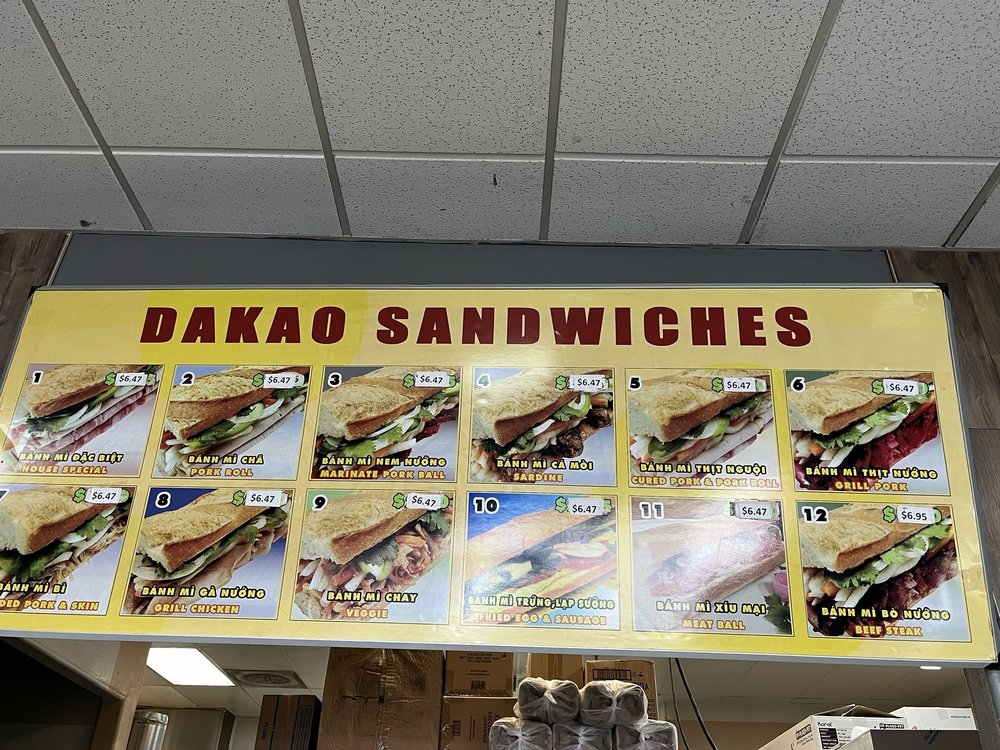 DAKAO SANDWICHES
1
$ $6.47
BÁNH MÌ ĐẶC BIỆT
HOUSE SPECIAL
2
$ $6.47
BÁNH MÌ CHẢ
PORK ROLL
3
$ $6.47
BÁNH MÌ NEM NƯỚNG
MARINATE PORK BALL
4
$ $6.47
BÁNH MÌ CÁ MÒI
SARDINE
5
$ $6.47
BÁNH MÌ THỊT NGUỘI
CURED PORK & PORK ROLL
6
$ $6.47
BÁNH MÌ THỊT NƯỚNG
GRILL PORK
$ $6.47
BÁNH MÌ BÌ
DED PORK & SKIN
8
$ $6.47
BÁNH MÌ GÀ NƯỚNG
GRILL CHICKEN
9
$ $6.47
BÁNH MÌ CHAY
VEGGIE
10
$ $6.47
BÁNH MÌ TRỨNG,LẠP SƯỞNG
FRIED EGG & SAUSAGE
11
$6.47
BÁNH MÌ XÍU MẠI
MEAT BALL
12
$ $6.95
BÁNH MÌ BÒ NƯỚNG
BEEF STEAK
Karat